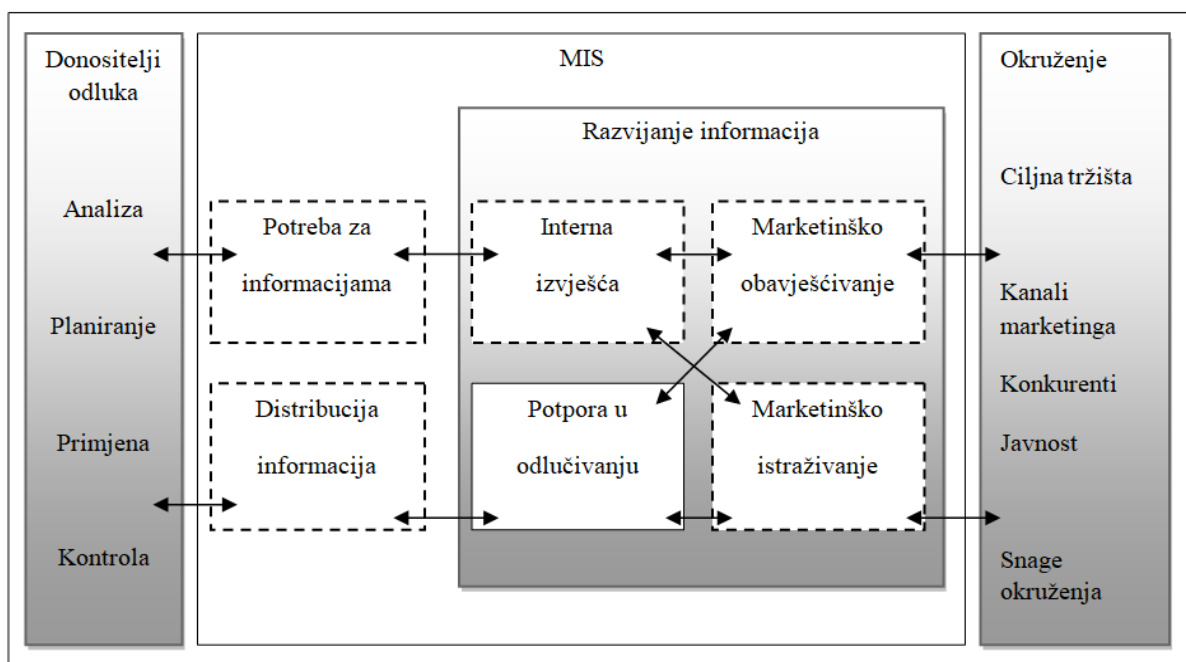 Donositelji
odluka
Analiza
Planiranje
Primjena
Kontrola
MIS
Potreba za
informacijama
Distribucija
informacija
Razvijanje informacija
Interna
izvješća
Marketinško
obavješćivanje
Potpora u
odlučivanju
Marketinško
istraživanje
Okruženje
Ciljna tržišta
Kanali
marketinga
Konkurenti
Javnost
Snage
okruženja